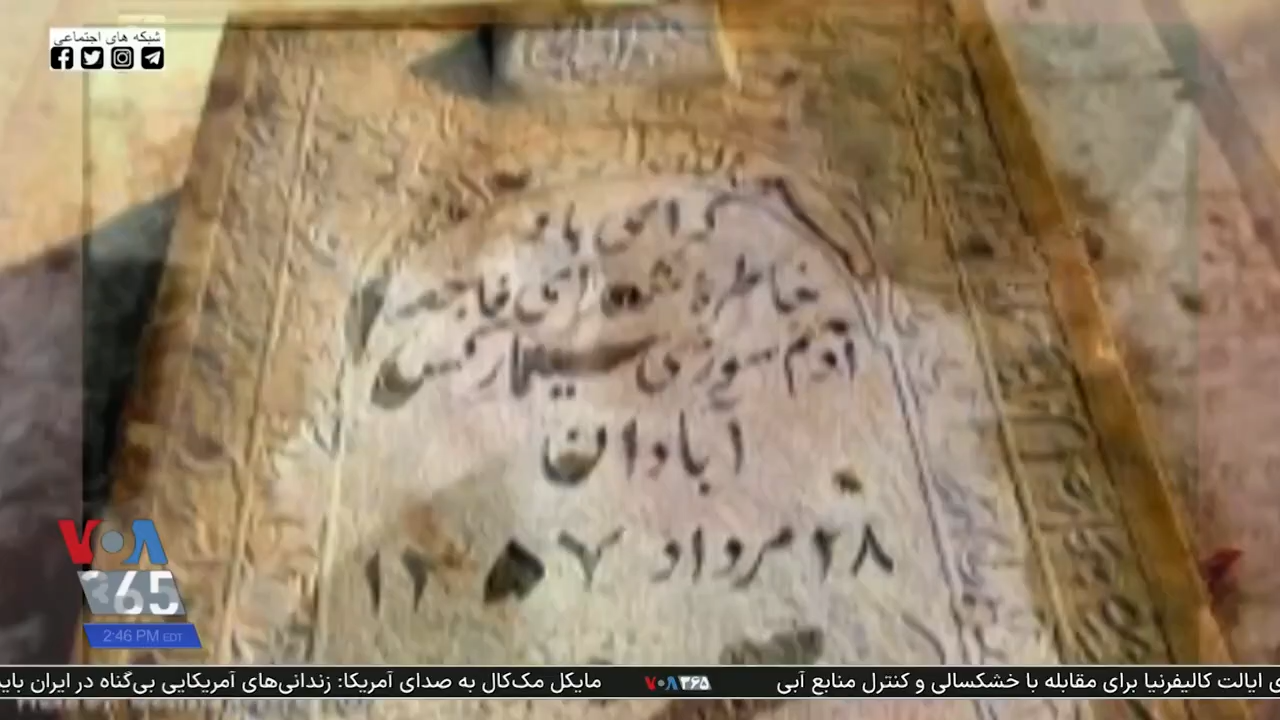 شبکه های اجتماعی
گرامی باد
خاطرهٔ شهدای فاجعه
آدم سوزی سینما رکس
آبادان
۲۸ مرداد ۱۳۵۷
VOA
365
2:46 PM EDT
ی ایالت کالیفرنیا برای مقابله با خشکسالی و کنترل منابع آبی VOA365 مایکل مک‌کال به صدای آمریکا: زندانی‌های آمریکایی بی‌گناه در ایران باید